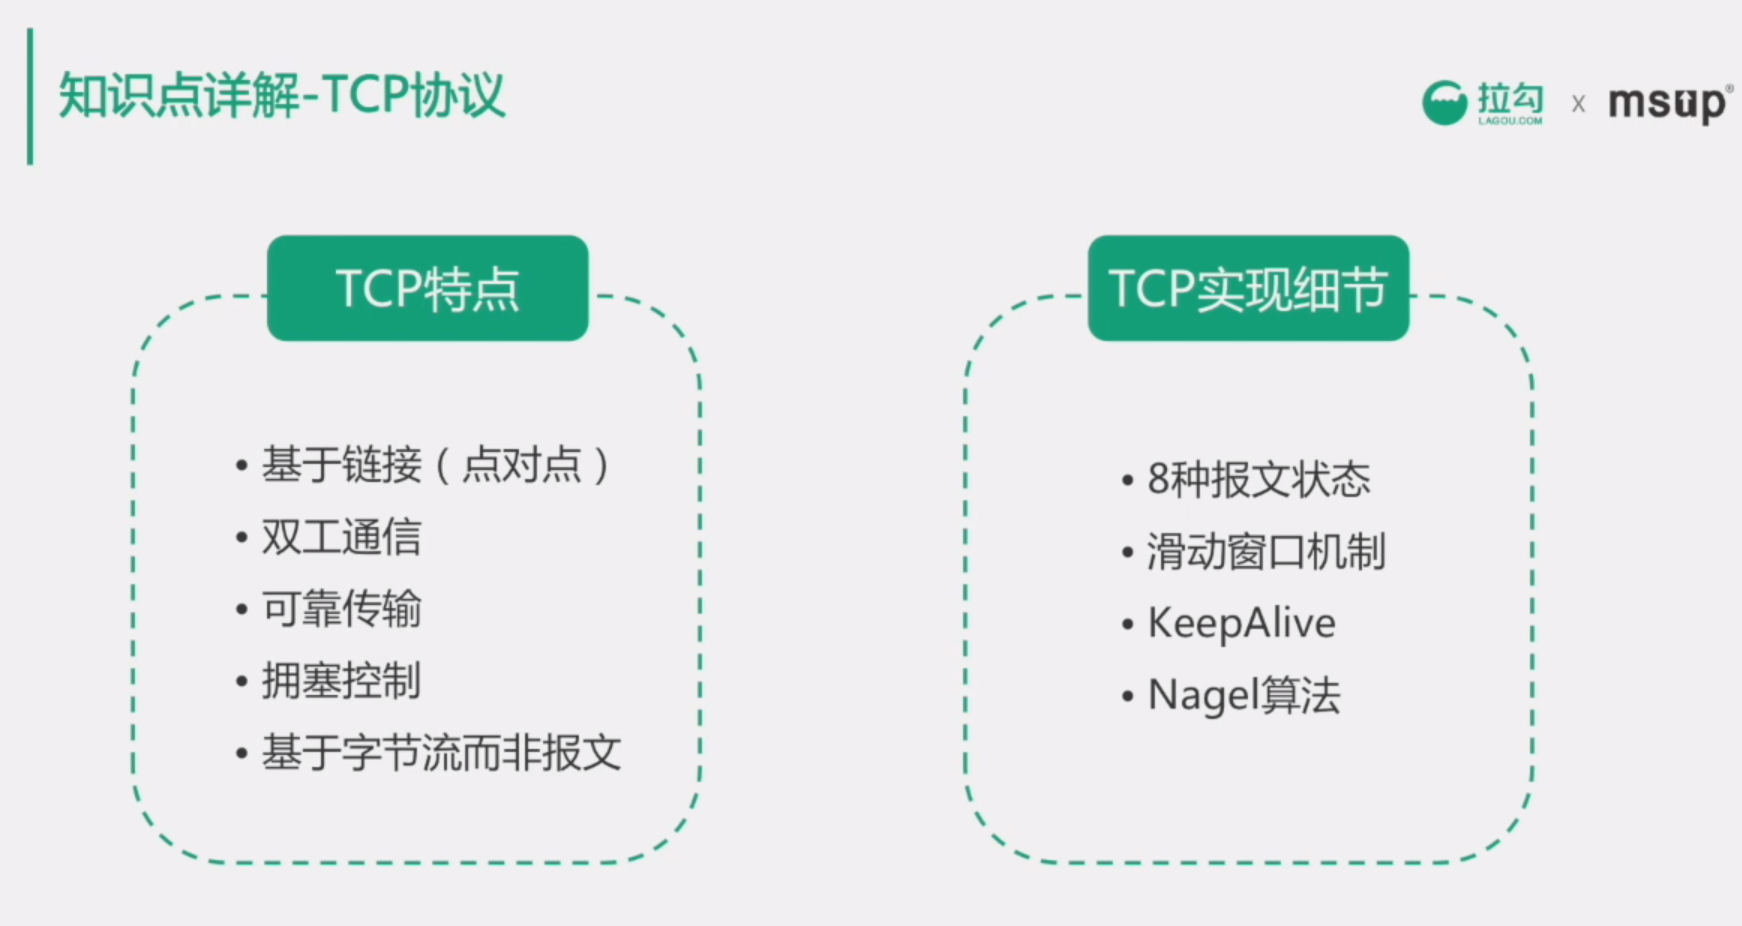 知识点详解-TCP协议
拉勾
LAGOU.COM
x
msup®
TCP特点
• 基于链接（点对点）
• 双工通信
• 可靠传输
• 拥塞控制
• 基于字节流而非报文
TCP实现细节
• 8种报文状态
• 滑动窗口机制
• KeepAlive
• Nagel算法